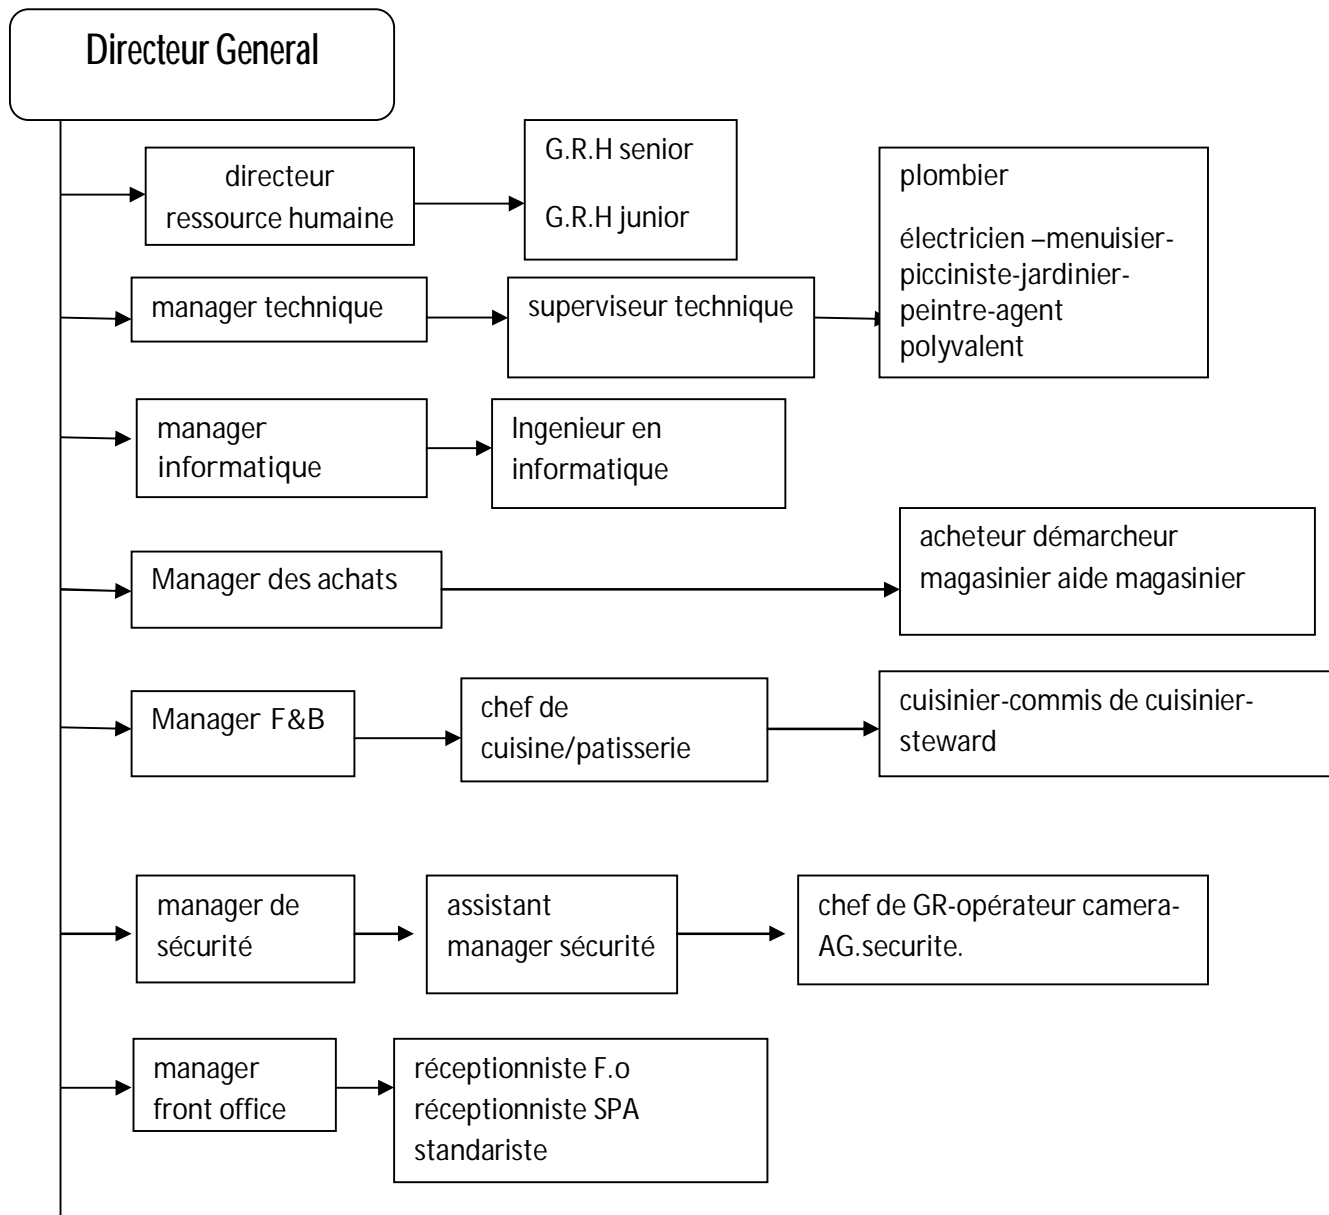 Directeur General
directeur
ressource humaine
G.R.H senior
G.R.H junior
plombier
électricien –menuisier-
picciniste-jardinier-
peintre-agent
polyvalent
manager technique
superviseur technique
manager
informatique
Ingenieur en
informatique
Manager des achats
acheteur démarcheur
magasinier aide magasinier
Manager F&B
chef de
cuisine/patisserie
cuisinier-commis de cuisinier-
steward
manager de
sécurité
assistant
manager sécurité
chef de GR-opérateur camera-
AG.securite.
manager
front office
réceptionniste F.o
réceptionniste SPA
standariste